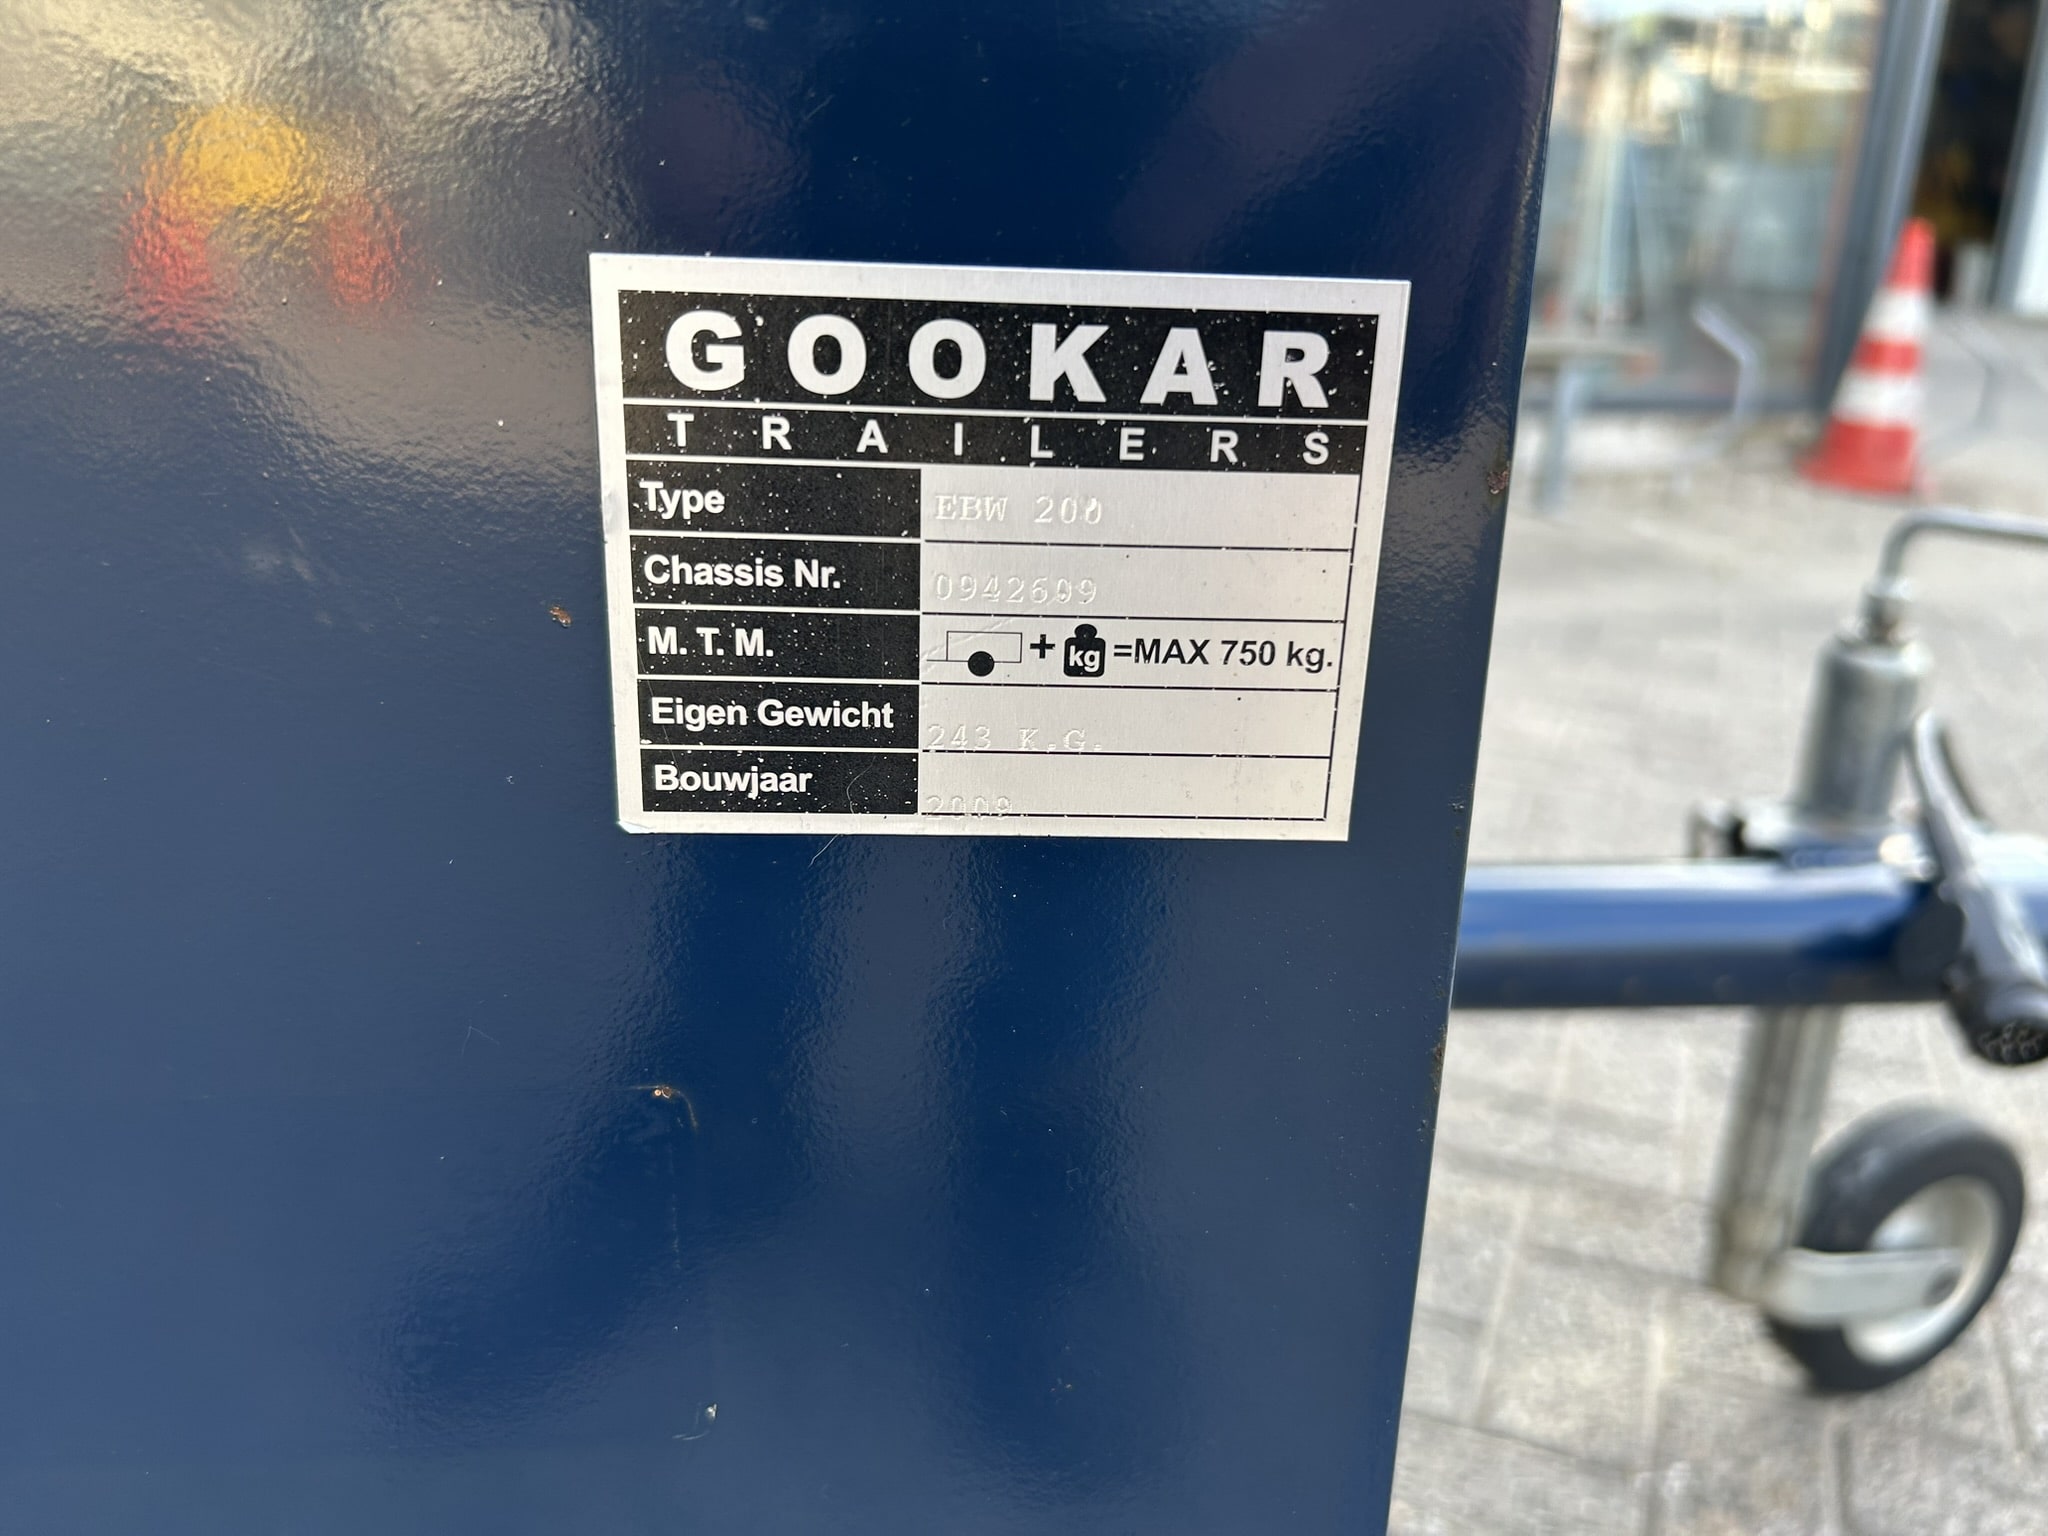 GOOKAR
TRAILERS
Type EBW 200
Chassis Nr. 0942609
M. T. M. + kg =MAX 750 kg.
Eigen Gewicht 243 K.G.
Bouwjaar 2009